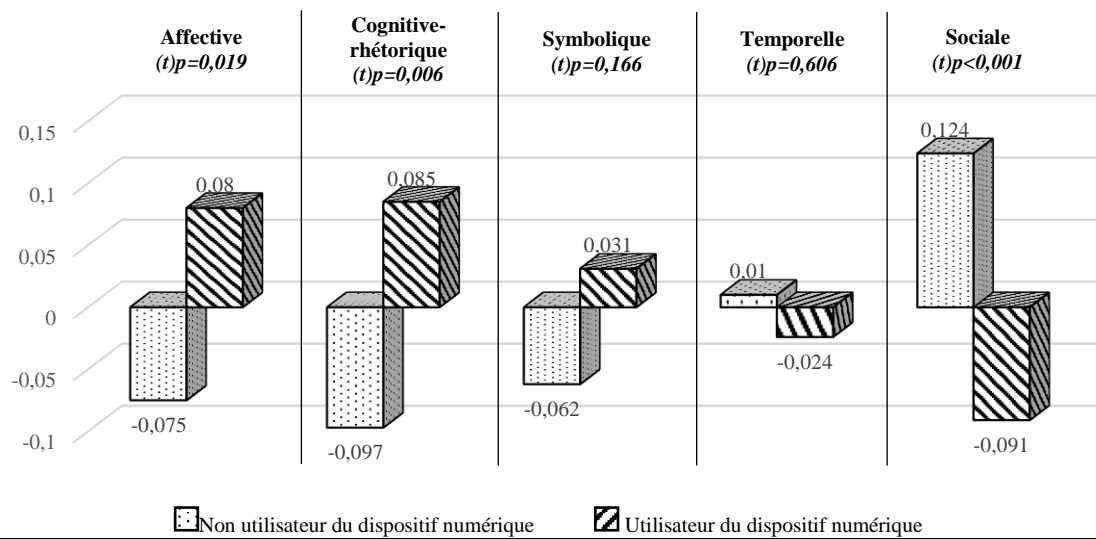 Affective
(t)p=0,019
Cognitive-
rhétorique
(t)p=0,006
Symbolique
(t)p=0,166
Temporelle
(t)p=0,606
Sociale
(t)p<0,001
0,15
0,1
0,05
0
-0,05
-0,1
-0,075
0,08
-0,097
0,085
-0,062
0,031
0,01
-0,024
0,124
-0,091
Non utilisateur du dispositif numérique
Utilisateur du dispositif numérique